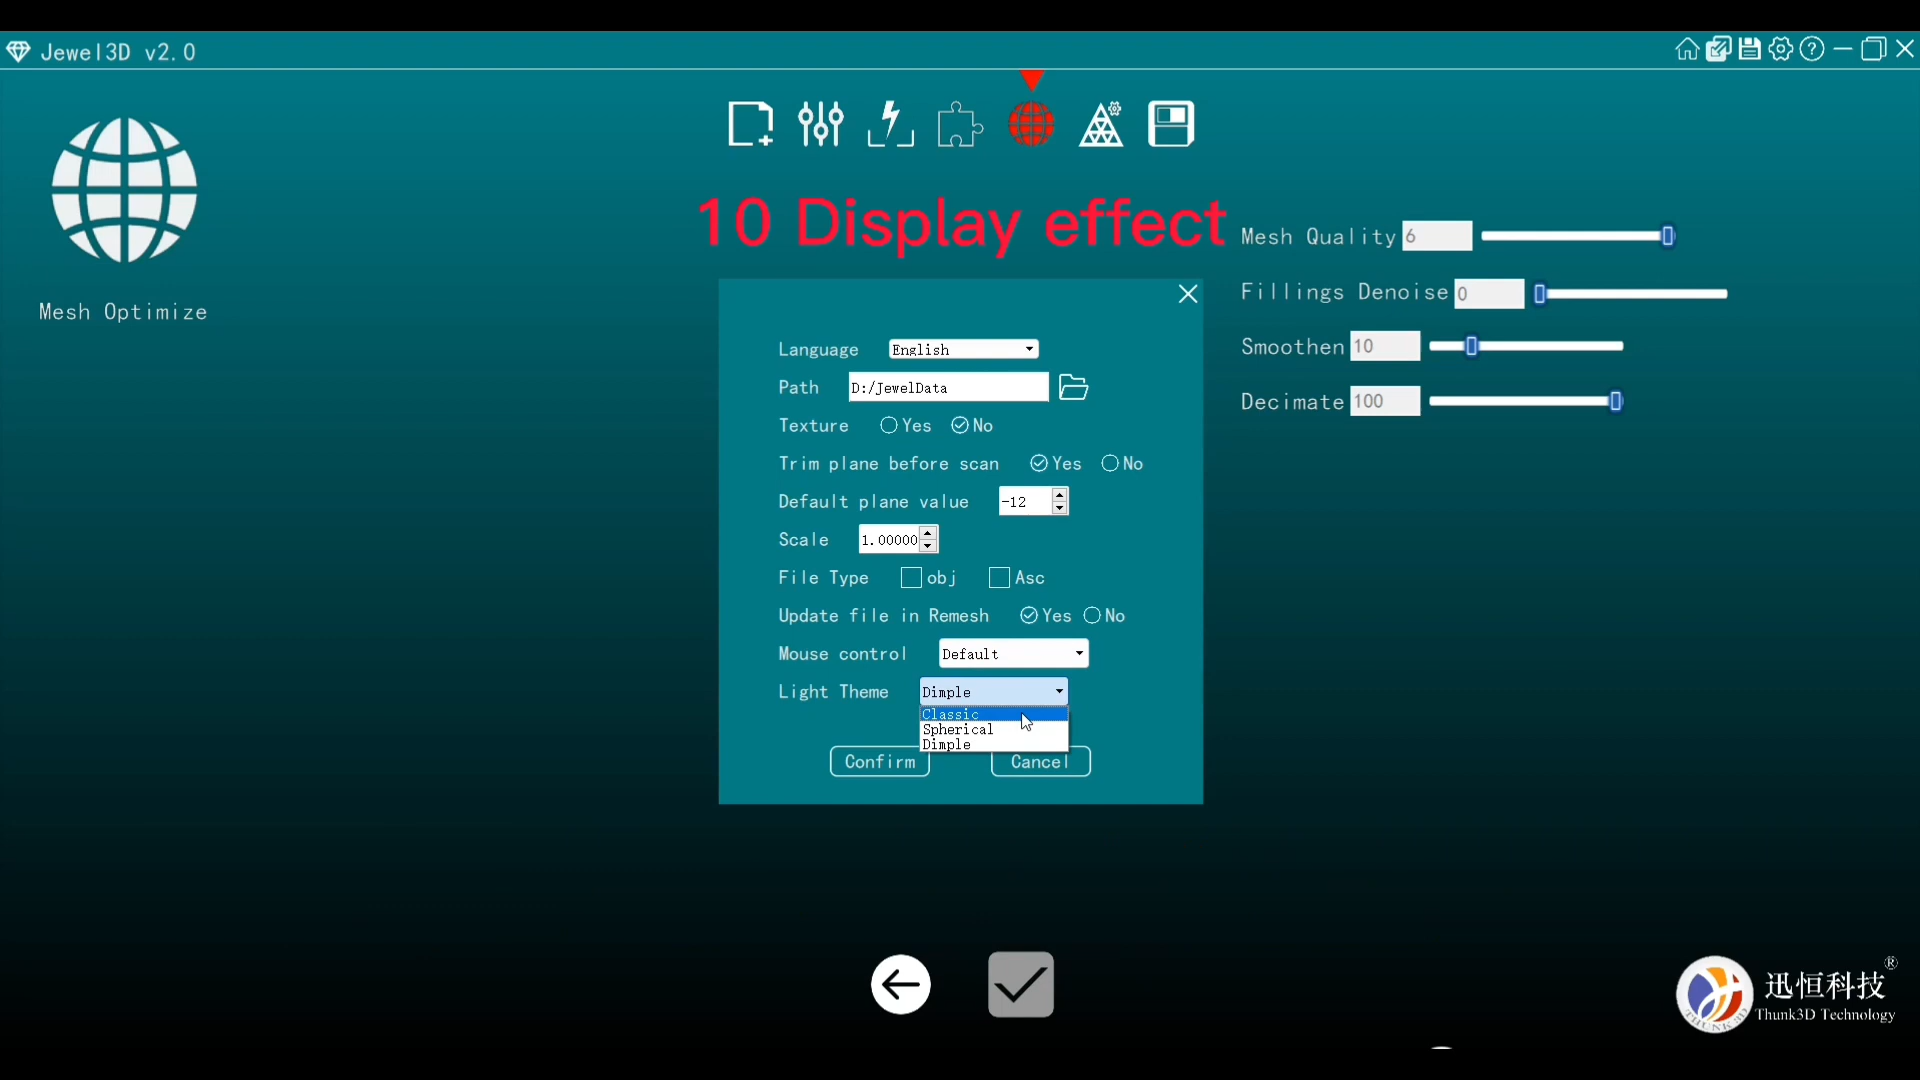 Jewel3D v2.0
10 Display effect
Mesh Optimize
Mesh Quality 6
Fillings Denoise 0
Smoothen 10
Decimate 100
Language English
Path D:/JewelData
Texture Yes No
Trim plane before scan Yes No
Default plane value -12
Scale 1.00000
File Type obj Asc
Update file in Remesh Yes No
Mouse control Default
Light Theme Dimple
Classic
Spherical
Dimple
Confirm Cancel
迅恒科技®
Thunk3D Technology
THUNK3D